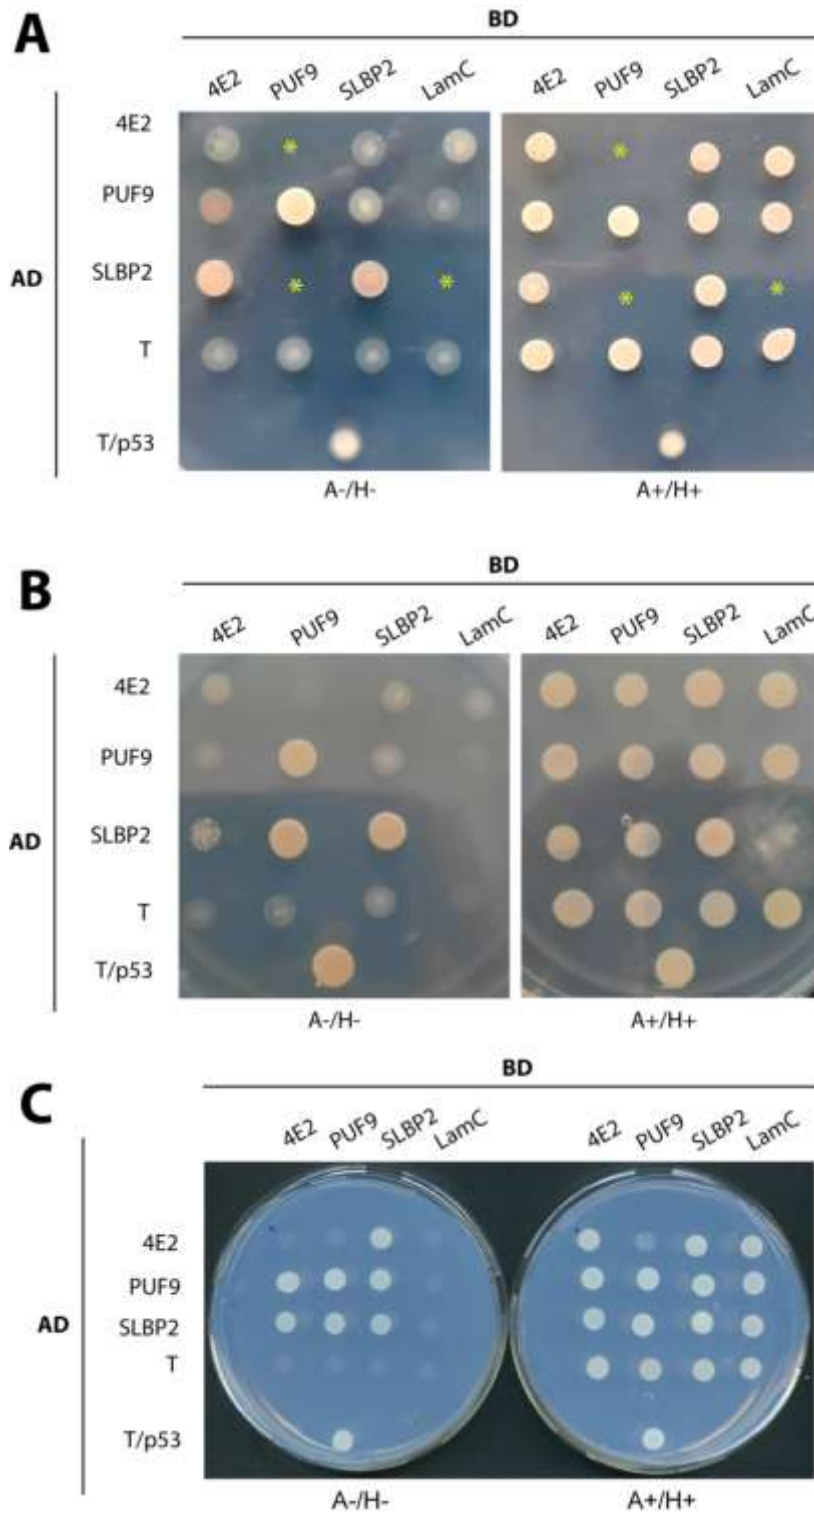 A
BD
4E2 PUF9 SLBP2 LamC 4E2 PUF9 SLBP2 LamC
4E2
* *
PUF9
AD
SLBP2
* * * *
T
T/p53
A-/H- A+/H+
B
BD
4E2 PUF9 SLBP2 LamC 4E2 PUF9 SLBP2 LamC
4E2
PUF9
AD
SLBP2
T
T/p53
A-/H- A+/H+
C
BD
4E2 PUF9 SLBP2 LamC 4E2 PUF9 SLBP2 LamC
4E2
PUF9
AD
SLBP2
T
T/p53
A-/H- A+/H+